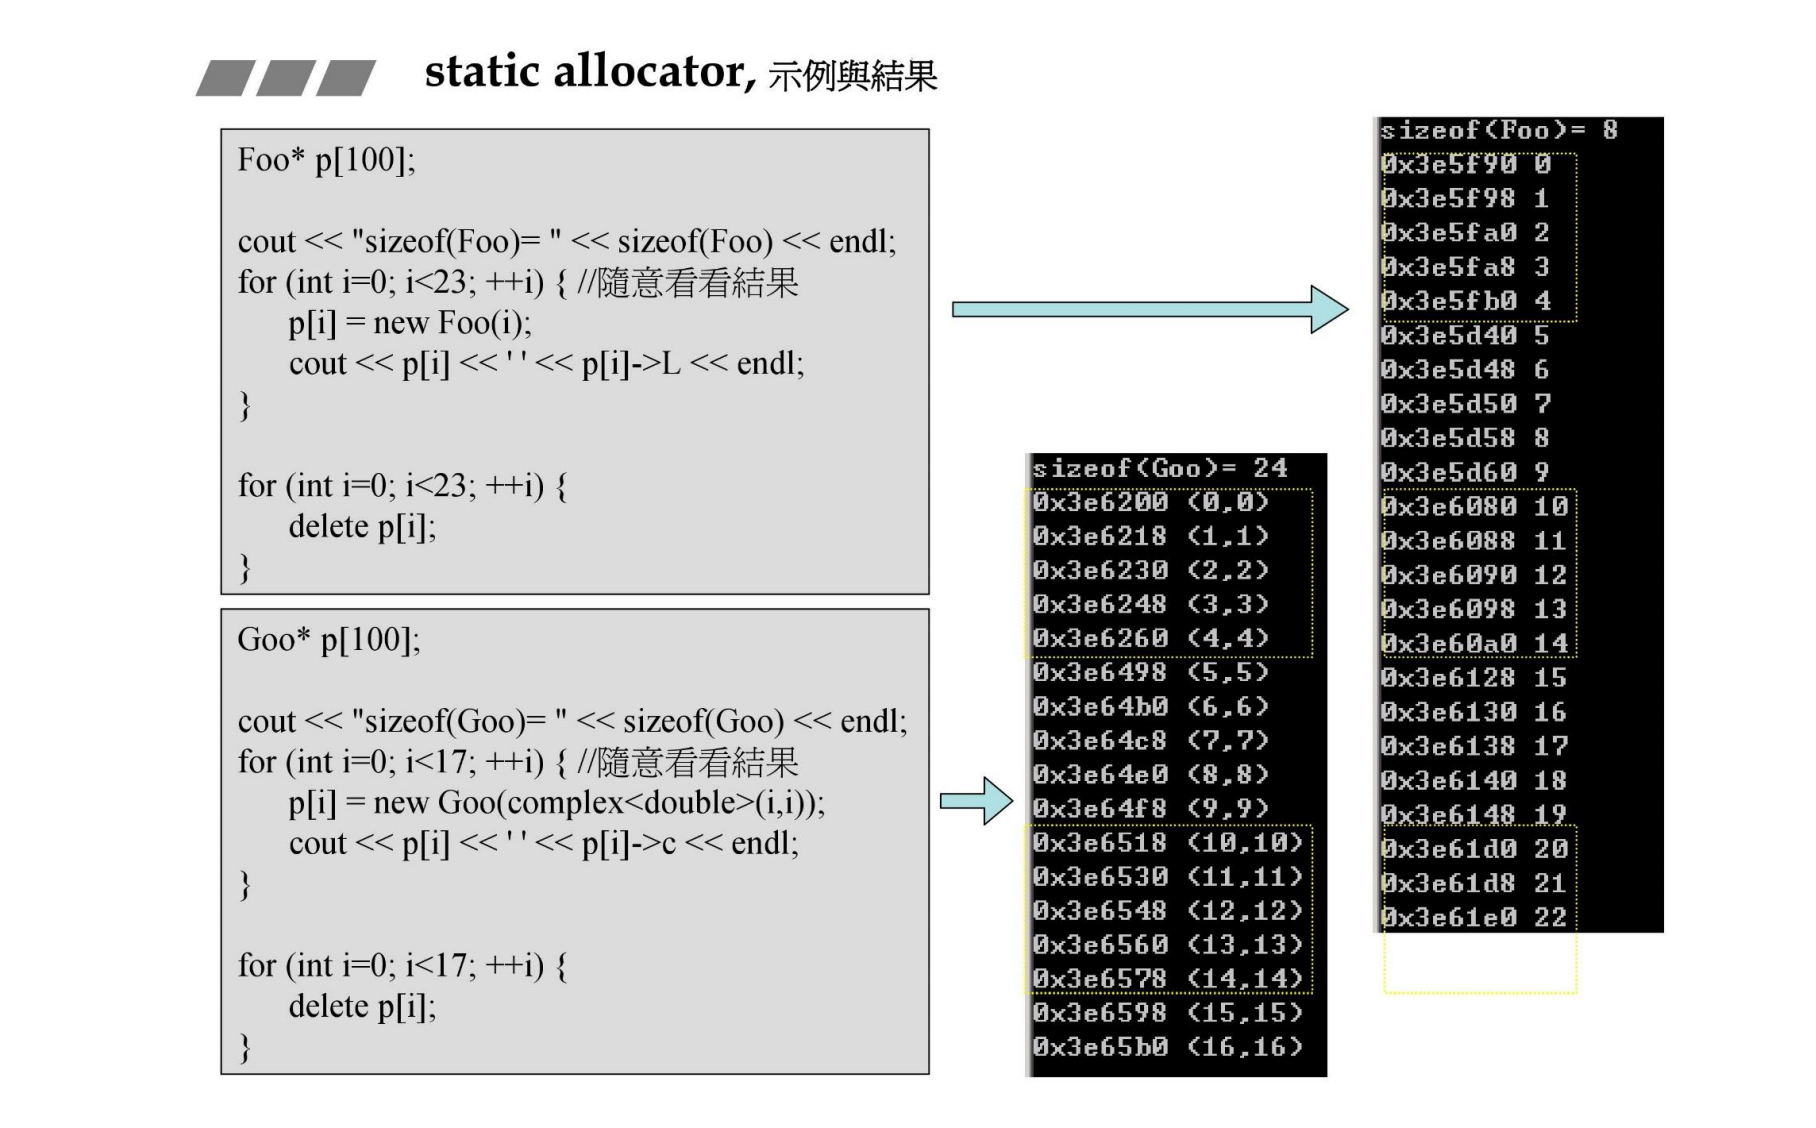 static allocator, 示例與結果
Foo* p[100];
cout << "sizeof(Foo)= " << sizeof(Foo) << endl;
for (int i=0; i<23; ++i) { //隨意看看結果
p[i] = new Foo(i);
cout << p[i] << ' ' << p[i]->L << endl;
}
for (int i=0; i<23; ++i) {
delete p[i];
}
Goo* p[100];
cout << "sizeof(Goo)= " << sizeof(Goo) << endl;
for (int i=0; i<17; ++i) { //隨意看看結果
p[i] = new Goo(complex<double>(i,i));
cout << p[i] << ' ' << p[i]->c << endl;
}
for (int i=0; i<17; ++i) {
delete p[i];
}
sizeof(Goo)= 24
0x3e6200 (0,0)
0x3e6218 (1,1)
0x3e6230 (2,2)
0x3e6248 (3,3)
0x3e6260 (4,4)
0x3e6498 (5,5)
0x3e64b0 (6,6)
0x3e64c8 (7,7)
0x3e64e0 (8,8)
0x3e64f8 (9,9)
0x3e6518 (10,10)
0x3e6530 (11,11)
0x3e6548 (12,12)
0x3e6560 (13,13)
0x3e6578 (14,14)
0x3e6598 (15,15)
0x3e65b0 (16,16)
sizeof(Foo)= 8
0x3e5f90 0
0x3e5f98 1
0x3e5fa0 2
0x3e5fa8 3
0x3e5fb0 4
0x3e5d40 5
0x3e5d48 6
0x3e5d50 7
0x3e5d58 8
0x3e5d60 9
0x3e6080 10
0x3e6088 11
0x3e6090 12
0x3e6098 13
0x3e60a0 14
0x3e6128 15
0x3e6130 16
0x3e6138 17
0x3e6140 18
0x3e6148 19
0x3e61d0 20
0x3e61d8 21
0x3e61e0 22